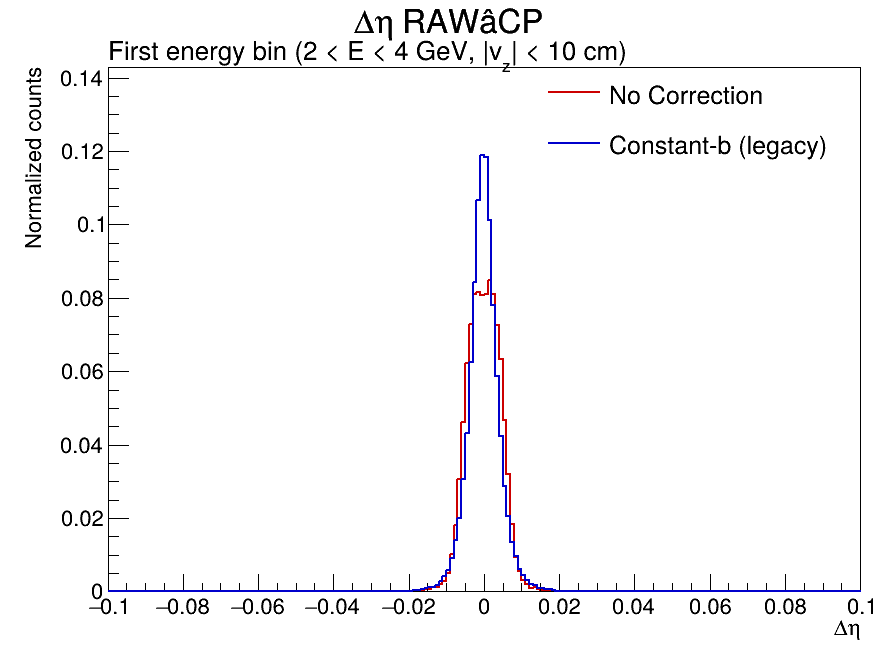 Δη RAWâCP
First energy bin (2 < E < 4 GeV, |v_z| < 10 cm)
Normalized counts
0.14
0.12
0.1
0.08
0.06
0.04
0.02
0
No Correction
Constant-b (legacy)
−0.1 −0.08 −0.06 −0.04 −0.02 0 0.02 0.04 0.06 0.08 0.1
Δη